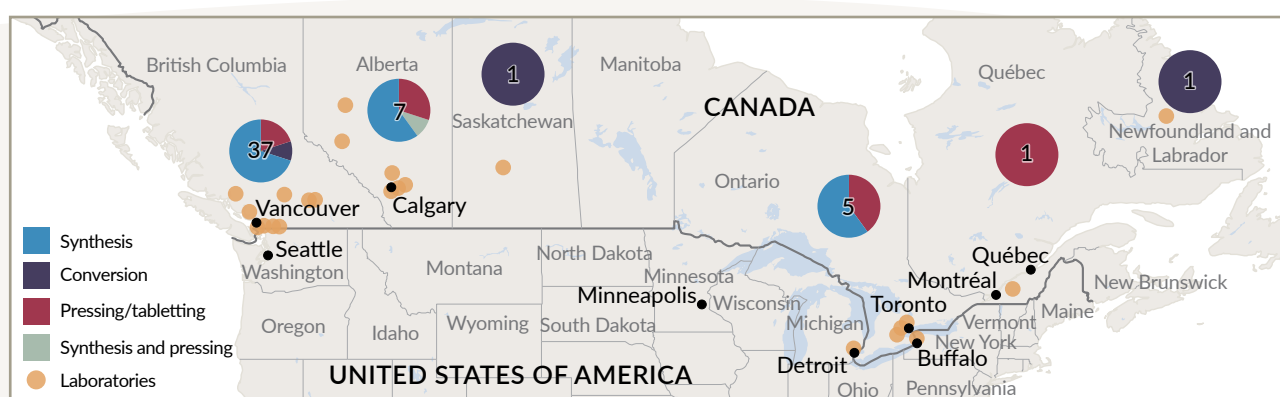 British Columbia
Alberta
1
Manitoba
Québec
1
7
CANADA
Saskatchewan
Newfoundland and
Labrador
37
1
Ontario
5
Vancouver
Calgary
Synthesis
Seattle
Québec
Conversion
Washington
Montana
North Dakota
Minnesota
Montréal
New Brunswick
Minneapolis
Wisconsin
Toronto
Pressing/tabletting
Oregon
Idaho
Wyoming
South Dakota
Michigan
Vermont
Maine
Synthesis and pressing
New York
Detroit
Buffalo
Laboratories
UNITED STATES OF AMERICA
Ohio
Pennsylvania